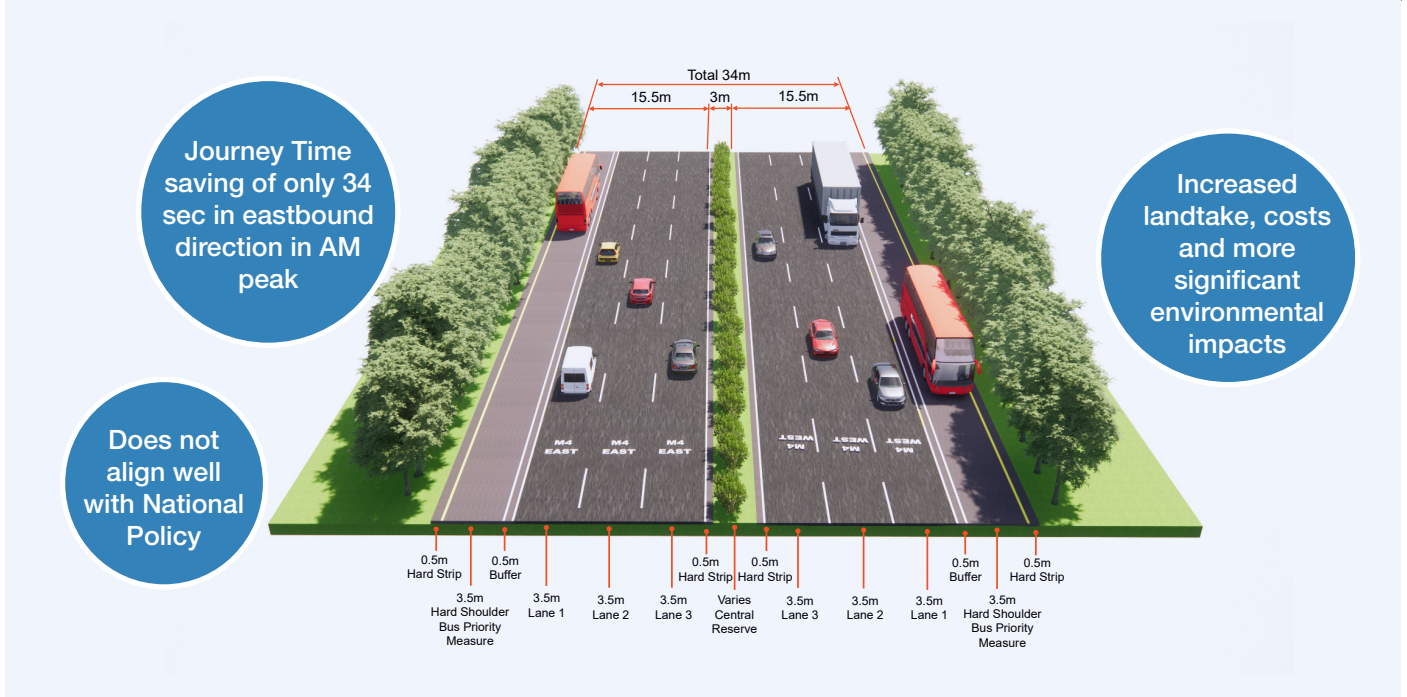 Total 34m
15.5m
3m
15.5m
Journey Time
saving of only 34
sec in eastbound
direction in AM
peak
Increased
landtake, costs
and more
significant
environmental
impacts
Does not
align well
with National
Policy
M4
EAST
M4
EAST
M4
EAST
M4
WEST
M4
WEST
M4
WEST
0.5m
Hard Strip
3.5m
Hard Shoulder
Bus Priority
Measure
0.5m
Buffer
3.5m
Lane 1
3.5m
Lane 2
3.5m
Lane 3
0.5m
Hard Strip
Varies
Central
Reserve
0.5m
Hard Strip
3.5m
Lane 3
3.5m
Lane 2
3.5m
Lane 1
0.5m
Buffer
3.5m
Hard Shoulder
Bus Priority
Measure
0.5m
Hard Strip